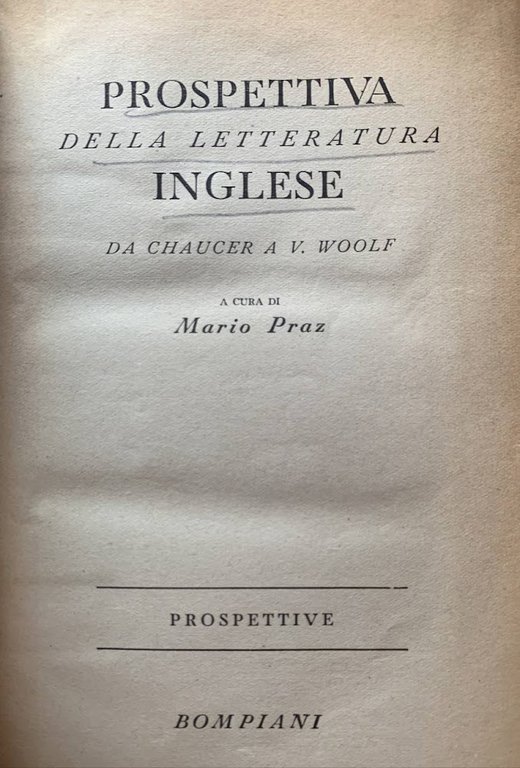 PROSPETTIVA
DELLA LETTERATURA
INGLESE
DA CHAUCER A V. WOOLF
A CURA DI
Mario Praz
PROSPETTIVE
BOMPIANI